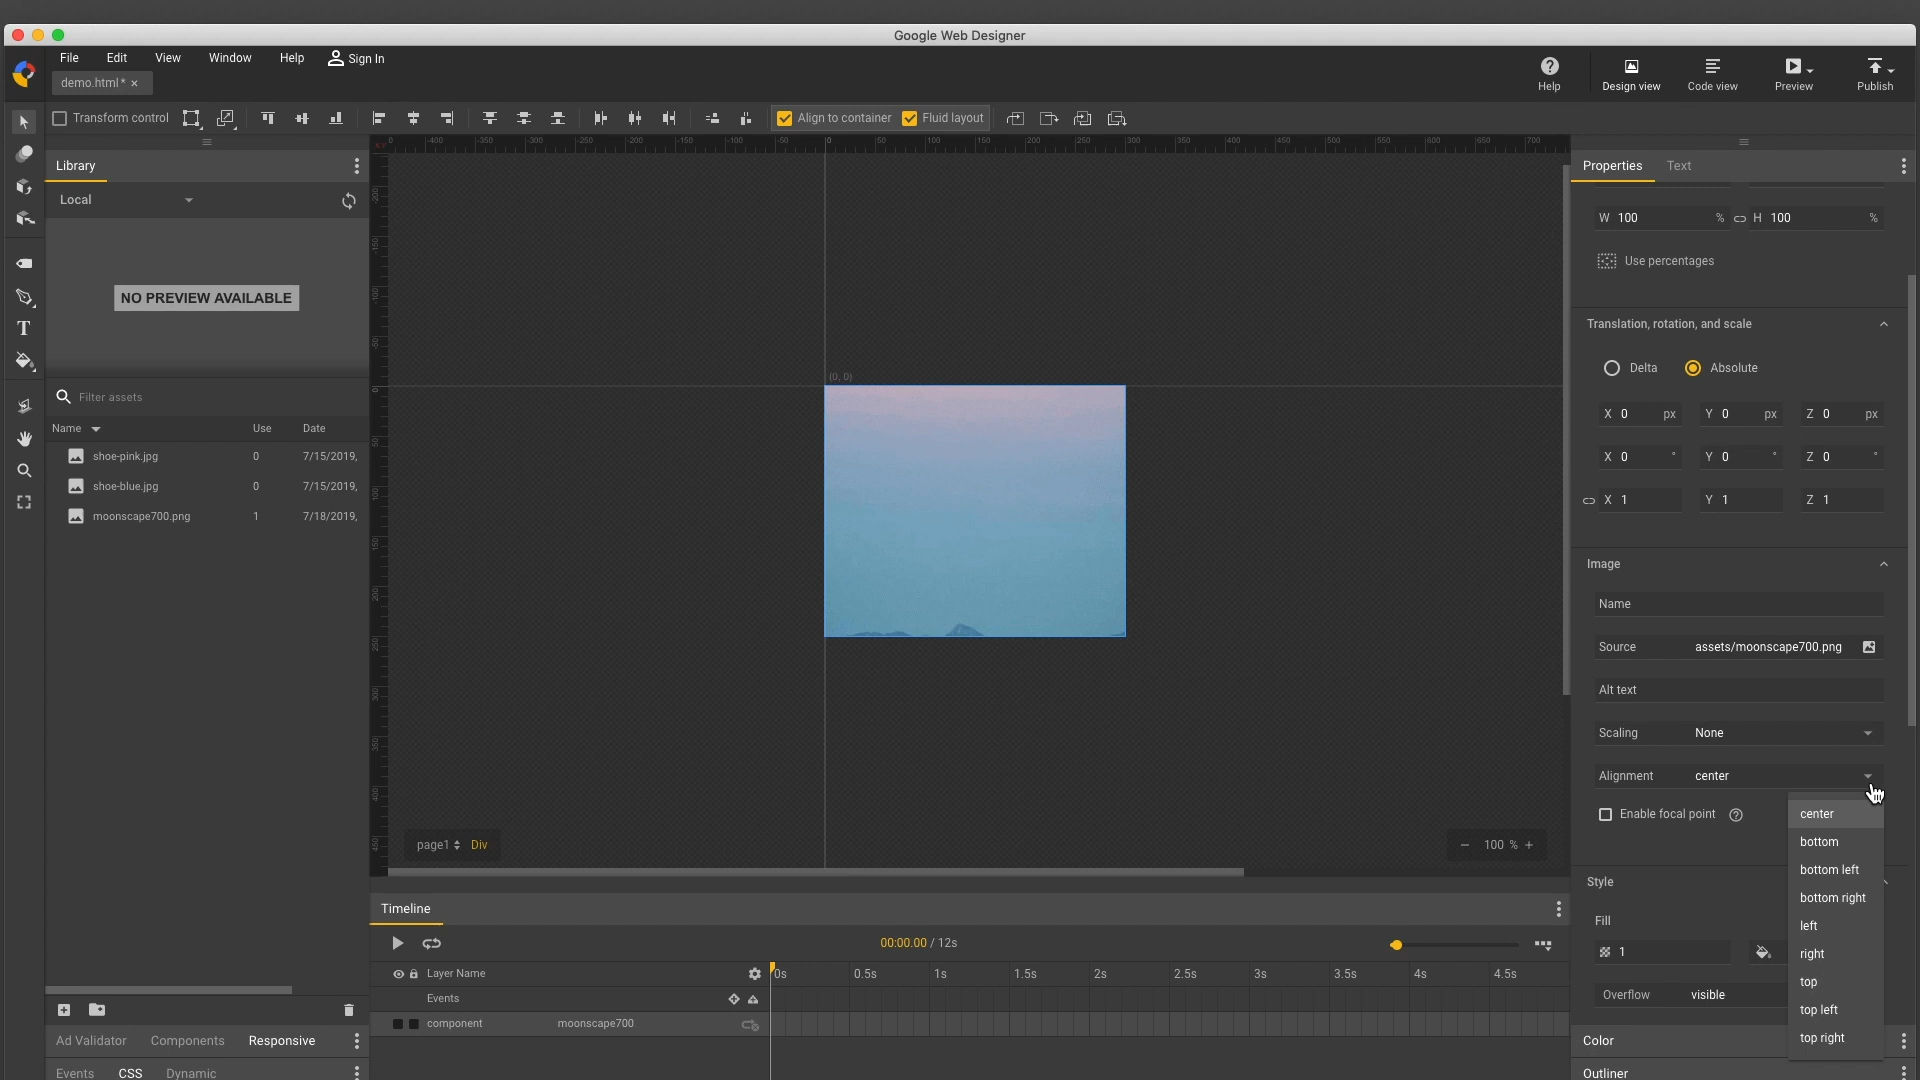 Google Web Designer
File Edit View Window Help Sign In
demo.html* ×
Help Design view Code view Preview Publish
Transform control Align to container Fluid layout
Library
Local
NO PREVIEW AVAILABLE
Filter assets
Name Use Date
shoe-pink.jpg 0 7/15/2019,
shoe-blue.jpg 0 7/15/2019,
moonscape700.png 1 7/18/2019,
Ad Validator Components Responsive
Events CSS Dynamic
(0, 0)
page1 Div
− 100 % +
Timeline
00:00.00 / 12s
Layer Name 0s 0.5s 1s 1.5s 2s 2.5s 3s 3.5s 4s 4.5s
Events
component moonscape700
Properties Text
W 100 % H 100 %
Use percentages
Translation, rotation, and scale
Delta Absolute
X 0 px Y 0 px Z 0 px
X 0 ° Y 0 ° Z 0 °
X 1 Y 1 Z 1
Image
Name
Source assets/moonscape700.png
Alt text
Scaling None
Alignment center
Enable focal point
center
bottom
bottom left
bottom right
left
right
top
top left
top right
Style
Fill
1
Overflow visible
Color
Outliner